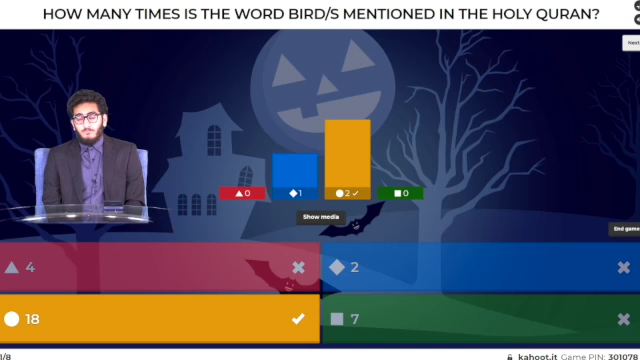 HOW MANY TIMES IS THE WORD BIRD/S MENTIONED IN THE HOLY QURAN?
Next
0 1 2 0
Show media
End game
4 2
18 7
1/8 kahoot.it Game PIN: 301078